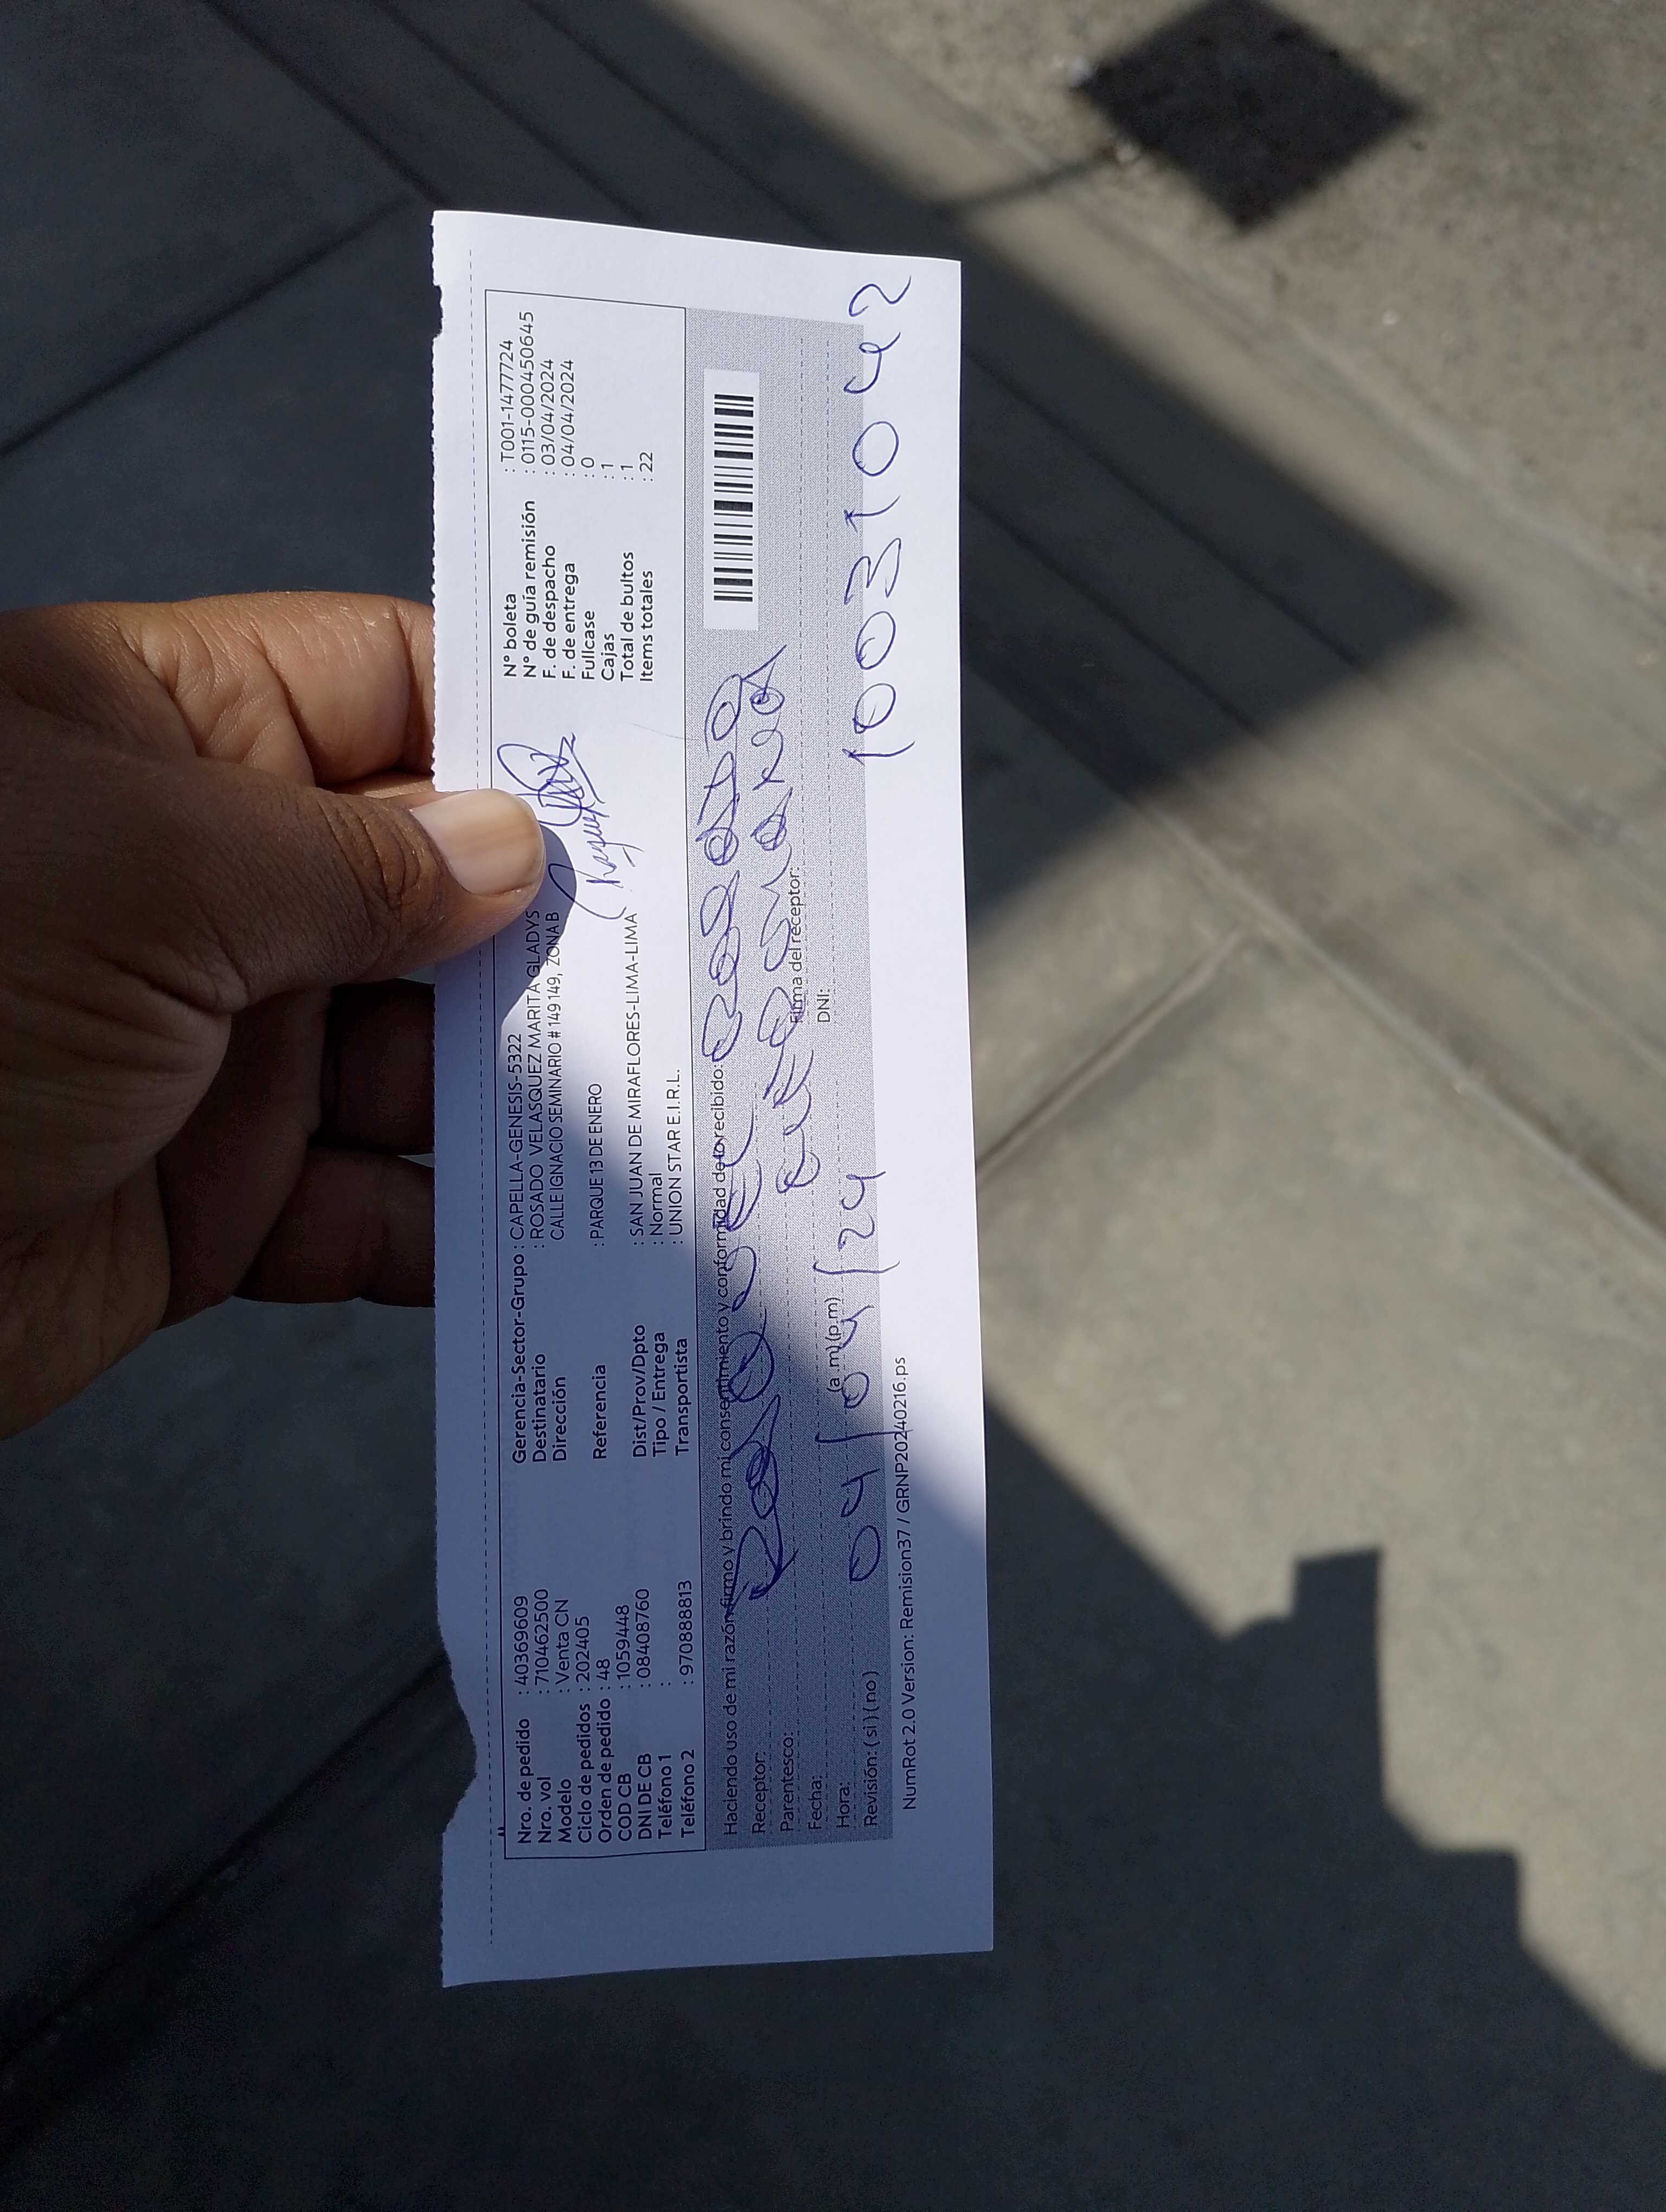 Nro. de pedido : 40369609
Nro. vol : 710462500
Modelo : Venta CN
Ciclo de pedidos : 202405
Orden de pedido : 48
COD CB : 1059448
DNI DE CB : 08408760
Teléfono 1 :
Teléfono 2 : 970888813
Gerencia-Sector-Grupo : CAPELLA-GENESIS-5322
Destinatario : ROSADO VELASQUEZ MARITA GLADYS
Dirección CALLE IGNACIO SEMINARIO # 149 149, ZONA B
Referencia : PARQUE 13 DE ENERO
Dist/Prov/Dpto : SAN JUAN DE MIRAFLORES-LIMA-LIMA
Tipo / Entrega : Normal
Transportista : UNION STAR E.I.R.L.
N° boleta : T001-1477724
N° de guía remisión : 0115-0000450645
F. de despacho : 03/04/2024
F. de entrega : 04/04/2024
Fullcase : 0
Cajas : 1
Total de bultos : 1
Items totales : 22
Haciendo uso de mi razón firmo y brindo mi consentimiento y conformidad de lo recibido:
Receptor:
Parentesco:
Firma del receptor:
Fecha: 04/04/24
DNI: 10031042
Hora: (a.m) (p.m)
Revisión: ( si ) ( no )
NumRot 2.0 Version: Remision37 / GRNP20240216.ps